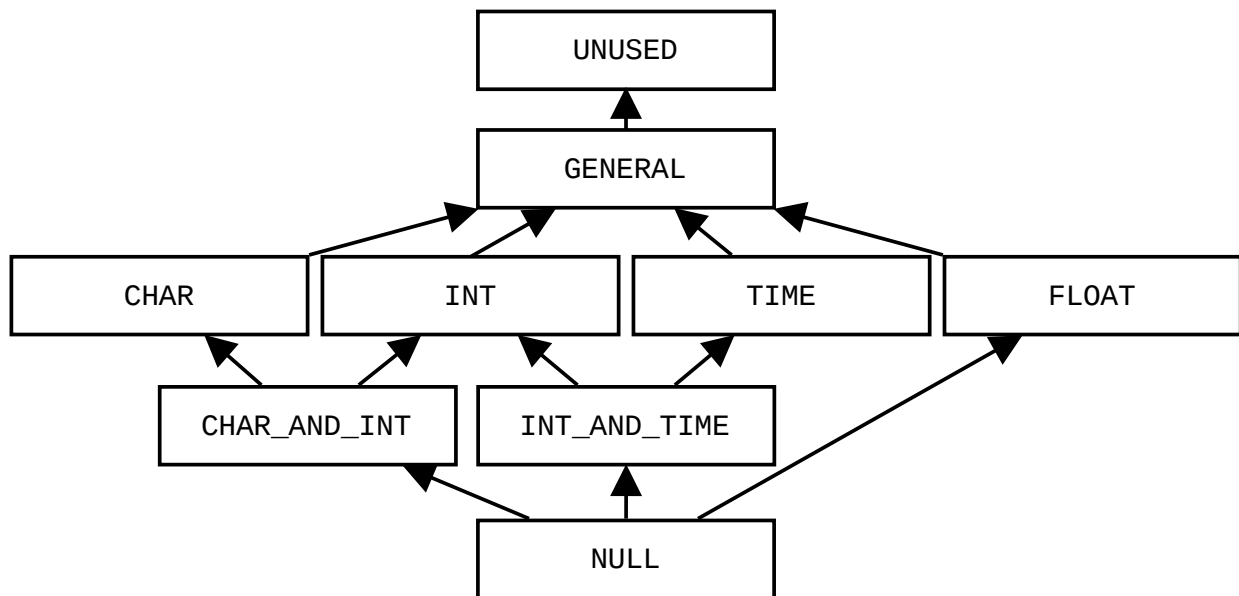 UNUSED
GENERAL
CHAR
INT
TIME
FLOAT
CHAR_AND_INT
INT_AND_TIME
NULL